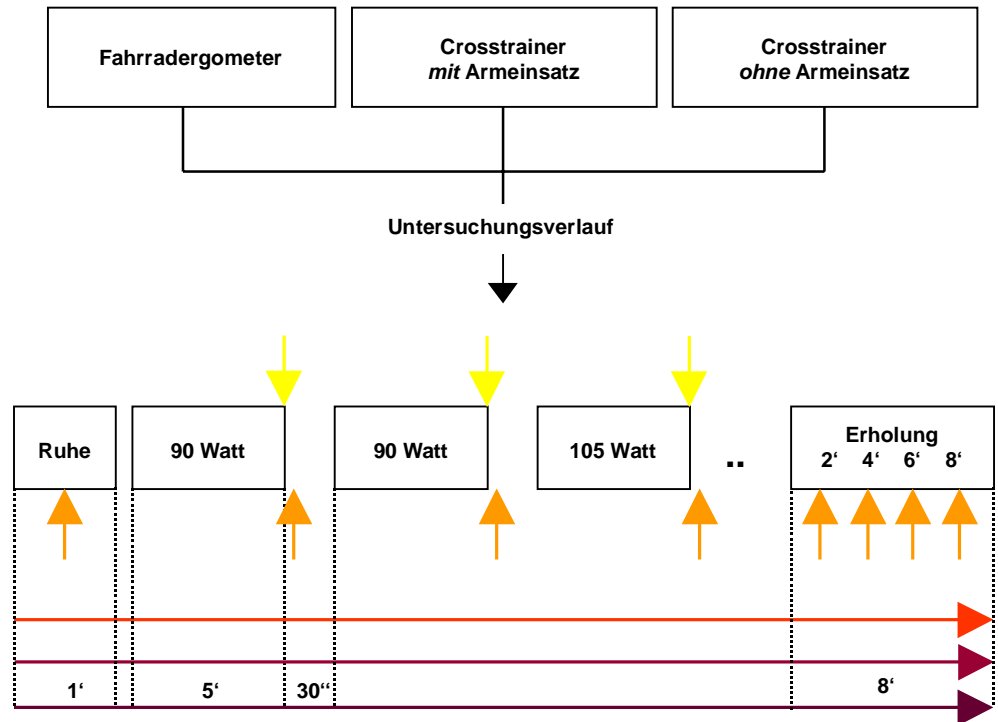 Fahrradergometer
Crosstrainer
mit Armeinsatz
Crosstrainer
ohne Armeinsatz
Untersuchungsverlauf
Ruhe
90 Watt
90 Watt
105 Watt
..
Erholung
2‘ 4‘ 6‘ 8‘
1‘
5‘
30“
8‘